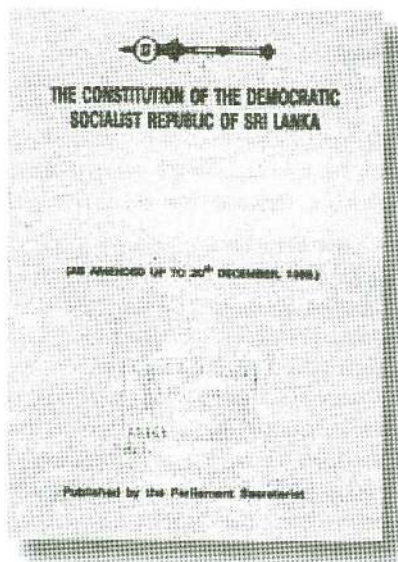 THE CONSTITUTION OF THE DEMOCRATIC
SOCIALIST REPUBLIC OF SRI LANKA
(AS AMENDED UP TO 20th DECEMBER,
Published by the Parliament Secretariat